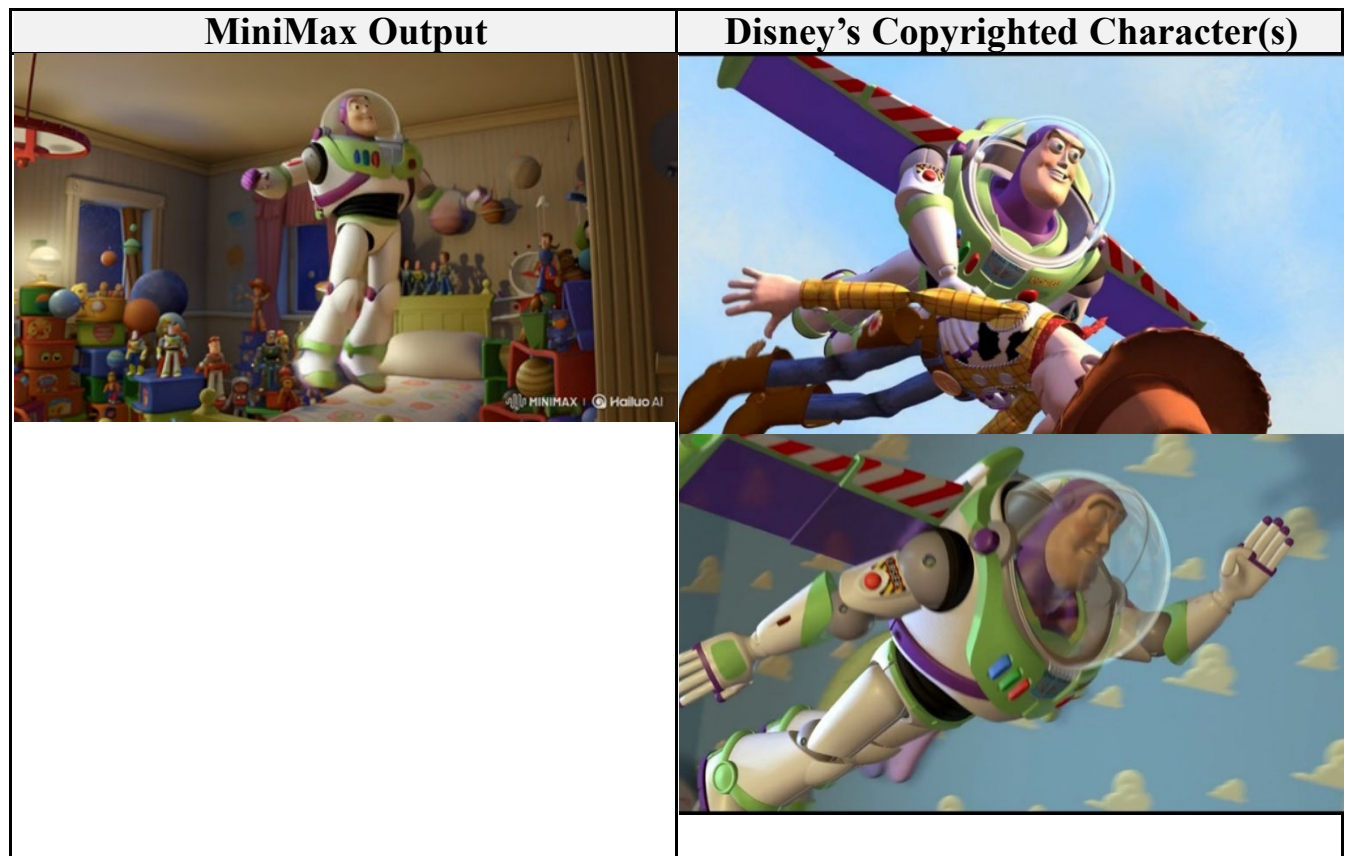 MiniMax Output
Disney’s Copyrighted Character(s)
MINIMAX | Hailuo AI